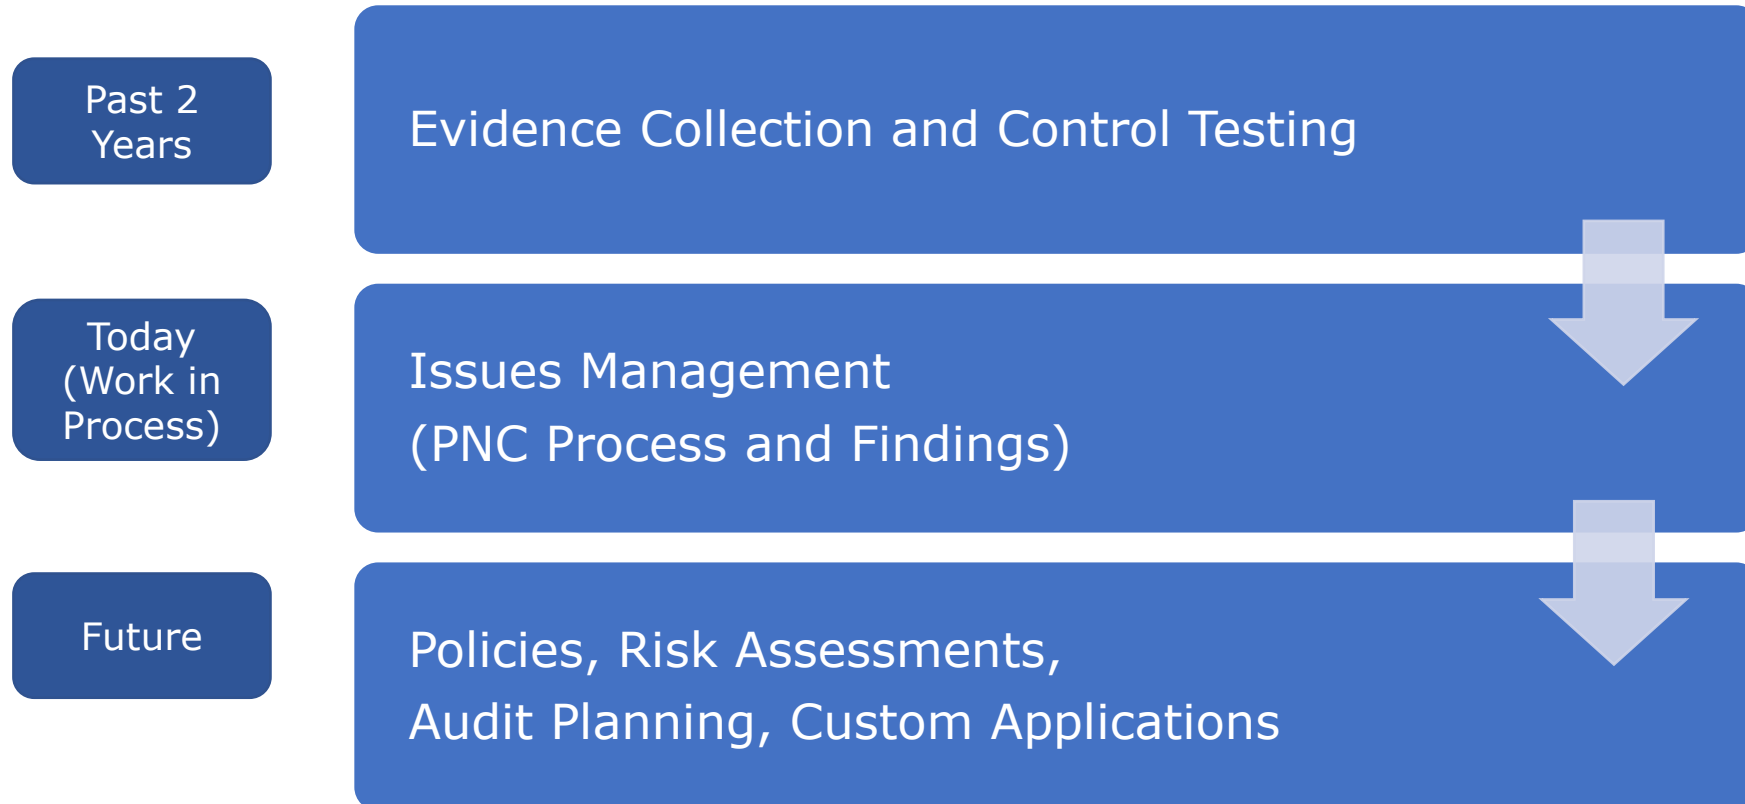 Past 2
Years
Evidence Collection and Control Testing
Today
(Work in
Process)
Issues Management
(PNC Process and Findings)
Future
Policies, Risk Assessments,
Audit Planning, Custom Applications